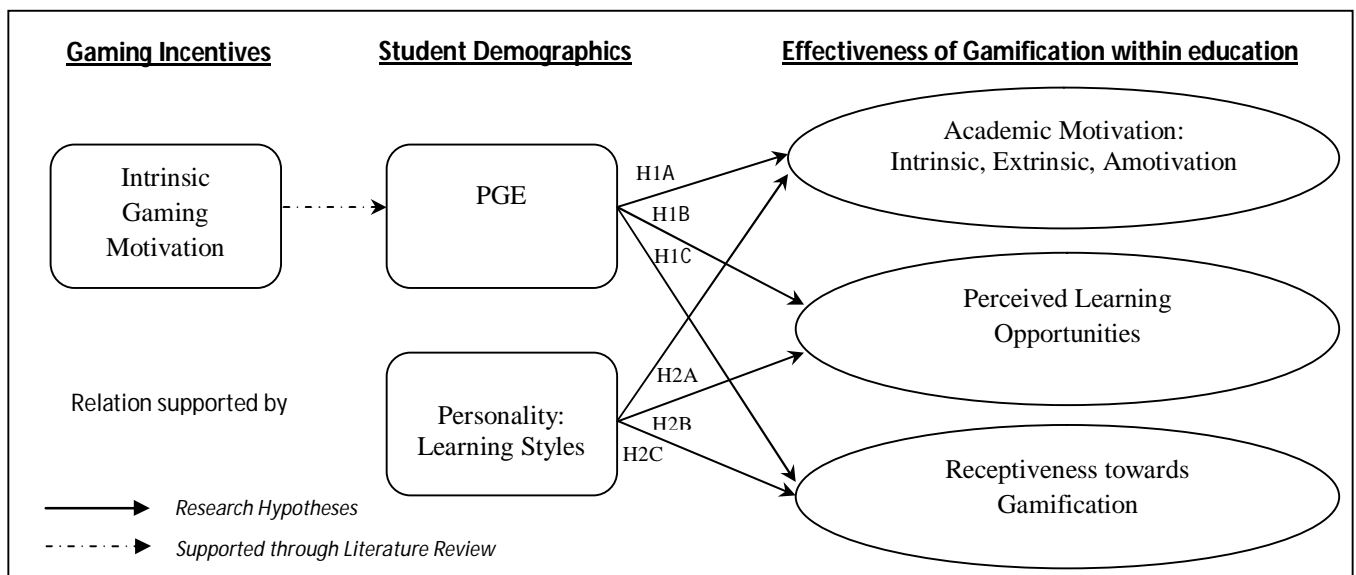 Gaming Incentives
Student Demographics
Effectiveness of Gamification within education
Intrinsic
Gaming
Motivation
PGE
H1A
H1B
H1C
Academic Motivation:
Intrinsic, Extrinsic, Amotivation
Perceived Learning
Opportunities
Relation supported by
Personality:
Learning Styles
H2A
H2B
H2C
Receptiveness towards
Gamification
Research Hypotheses
Supported through Literature Review